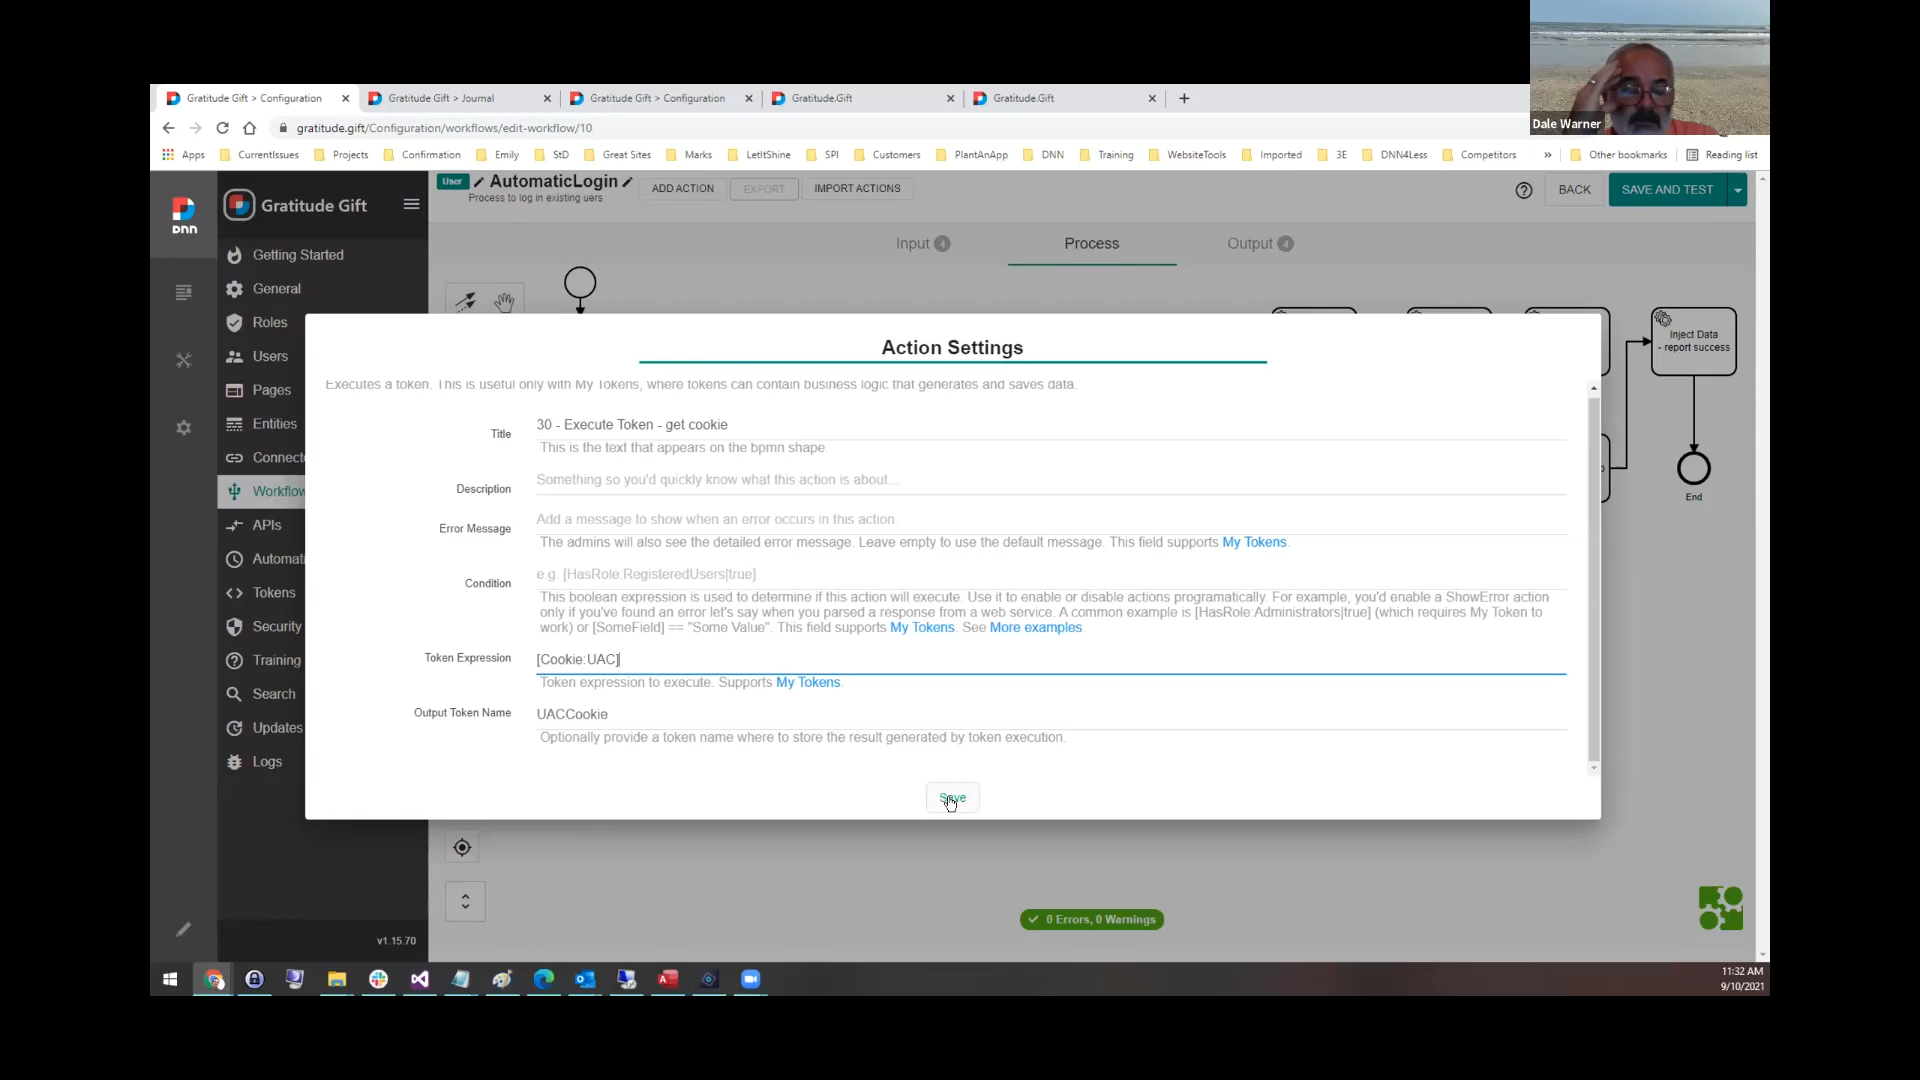 Dale Warner
Gratitude Gift > Configuration
Gratitude Gift > Journal
Gratitude Gift > Configuration
Gratitude.Gift
Gratitude.Gift
gratitude.gift/Configuration/workflows/edit-workflow/10
Apps CurrentIssues Projects Confirmation Emily StD Great Sites Marks LetItShine SPI Customers PlantAnApp DNN Training WebsiteTools Imported 3E DNN4Less Competitors » Other bookmarks Reading list
DNN
Gratitude Gift
User AutomaticLogin
Process to log in existing uers
ADD ACTION EXPORT IMPORT ACTIONS
BACK SAVE AND TEST
Input 4 Process Output 4
Getting Started
General
Roles
Users
Pages
Entities
Connect
Workflow
APIs
Automati
Tokens
Security
Training
Search
Updates
Logs
v1.15.70
Inject Data
- report success
End
Action Settings
Executes a token. This is useful only with My Tokens, where tokens can contain business logic that generates and saves data.
Title 30 - Execute Token - get cookie
This is the text that appears on the bpmn shape.
Description Something so you'd quickly know what this action is about...
Error Message Add a message to show when an error occurs in this action.
The admins will also see the detailed error message. Leave empty to use the default message. This field supports My Tokens.
Condition e.g. [HasRole:RegisteredUsers|true]
This boolean expression is used to determine if this action will execute. Use it to enable or disable actions programatically. For example, you'd enable a ShowError action
only if you've found an error let's say when you parsed a response from a web service. A common example is [HasRole:Administrators|true] (which requires My Token to
work) or [SomeField] == "Some Value". This field supports My Tokens. See More examples.
Token Expression [Cookie:UAC]
Token expression to execute. Supports My Tokens.
Output Token Name UACCookie
Optionally provide a token name where to store the result generated by token execution.
Save
0 Errors, 0 Warnings
11:32 AM
9/10/2021